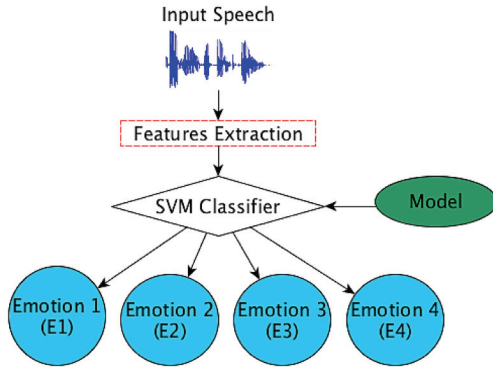 Input Speech
Features Extraction
SVM Classifier
Model
Emotion 1
(E1)
Emotion 2
(E2)
Emotion 3
(E3)
Emotion 4
(E4)